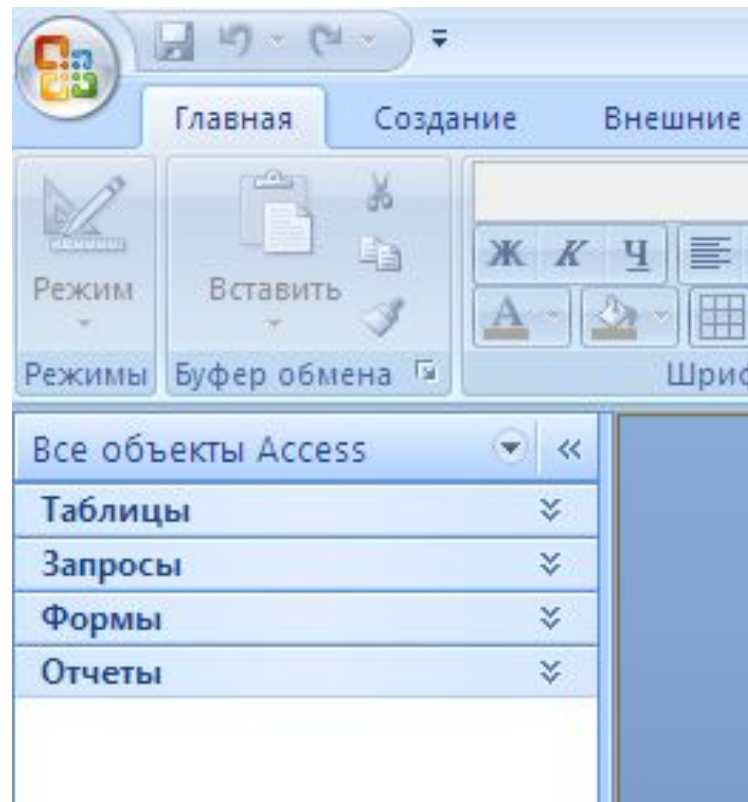 Главная Создание Внешние
Ж К Ч
Режим Вставить
А
Режимы Буфер обмена
Все объекты Access
Таблицы
Запросы
Формы
Отчеты